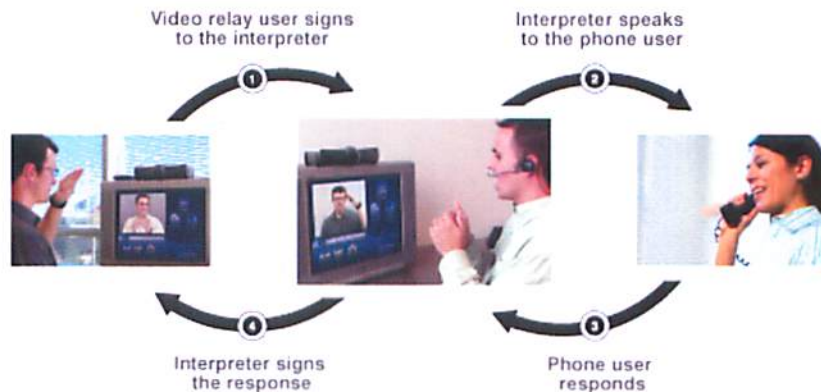 Video relay user signs
to the interpreter
1
Interpreter speaks
to the phone user
2
3
Phone user
responds
4
Interpreter signs
the response